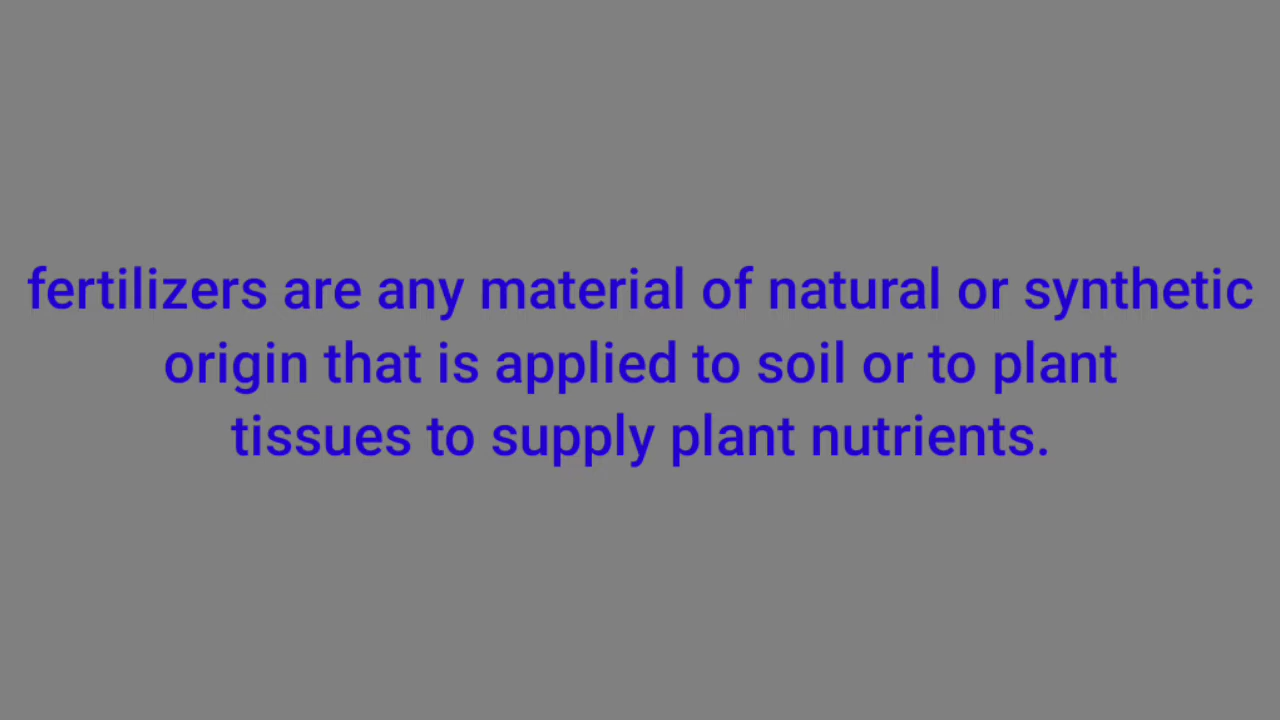 fertilizers are any material of natural or synthetic
origin that is applied to soil or to plant
tissues to supply plant nutrients.